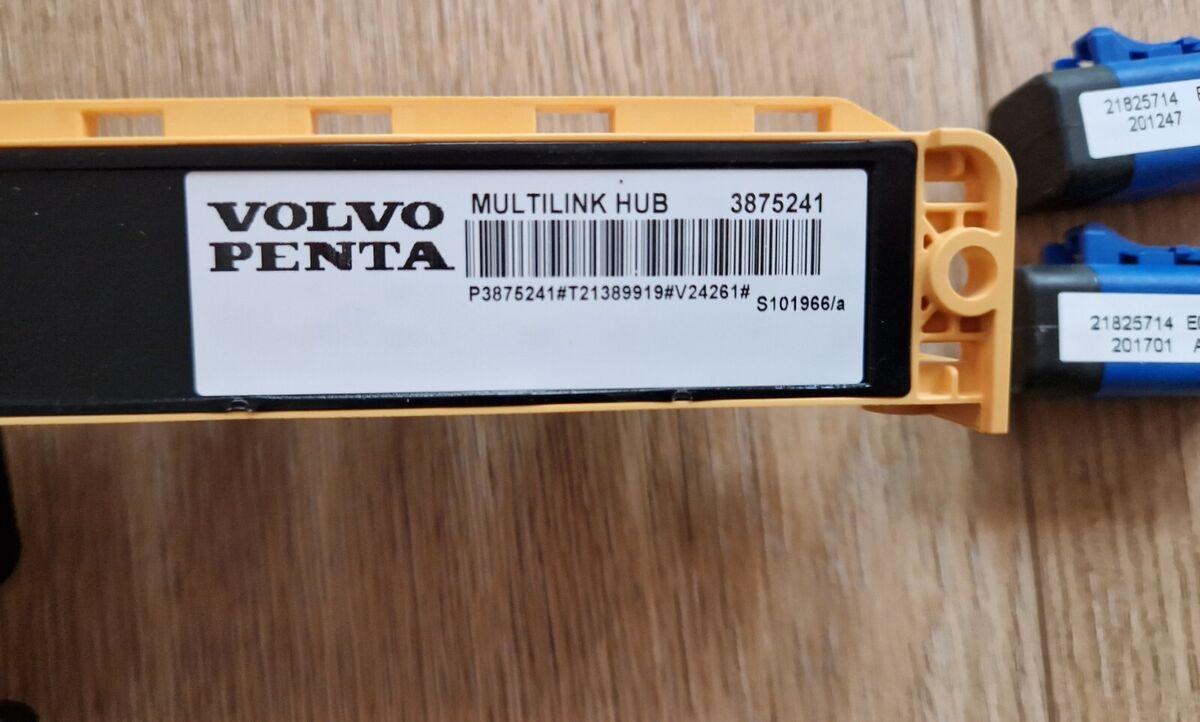 VOLVO
PENTA
MULTILINK HUB 3875241
P3875241#T21389919#V24261#
S101966/a
21825714
201247
21825714
201701